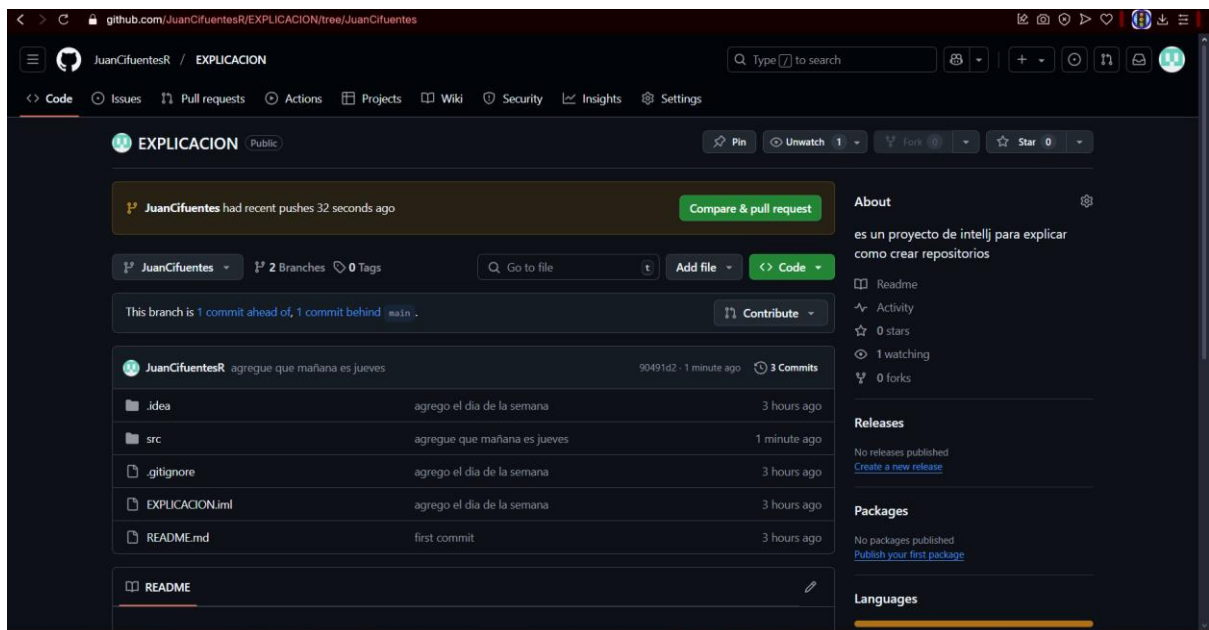 github.com/JuanCifuentesR/EXPLICACION/tree/JuanCifuentes
JuanCifuentesR / EXPLICACION
Type / to search
Code Issues Pull requests Actions Projects Wiki Security Insights Settings
EXPLICACION Public
Pin Unwatch 1 Fork 0 Star 0
JuanCifuentes had recent pushes 32 seconds ago
Compare & pull request
JuanCifuentes 2 Branches 0 Tags
Go to file t
Add file
Code
This branch is 1 commit ahead of, 1 commit behind main .
Contribute
JuanCifuentesR agregue que mañana es jueves 90491d2 · 1 minute ago 3 Commits
.idea agrego el dia de la semana 3 hours ago
src agregue que mañana es jueves 1 minute ago
.gitignore agrego el dia de la semana 3 hours ago
EXPLICACION.iml agrego el dia de la semana 3 hours ago
README.md first commit 3 hours ago
README
About
es un proyecto de intellj para explicar
como crear repositorios
Readme
Activity
0 stars
1 watching
0 forks
Releases
No releases published
Create a new release
Packages
No packages published
Publish your first package
Languages